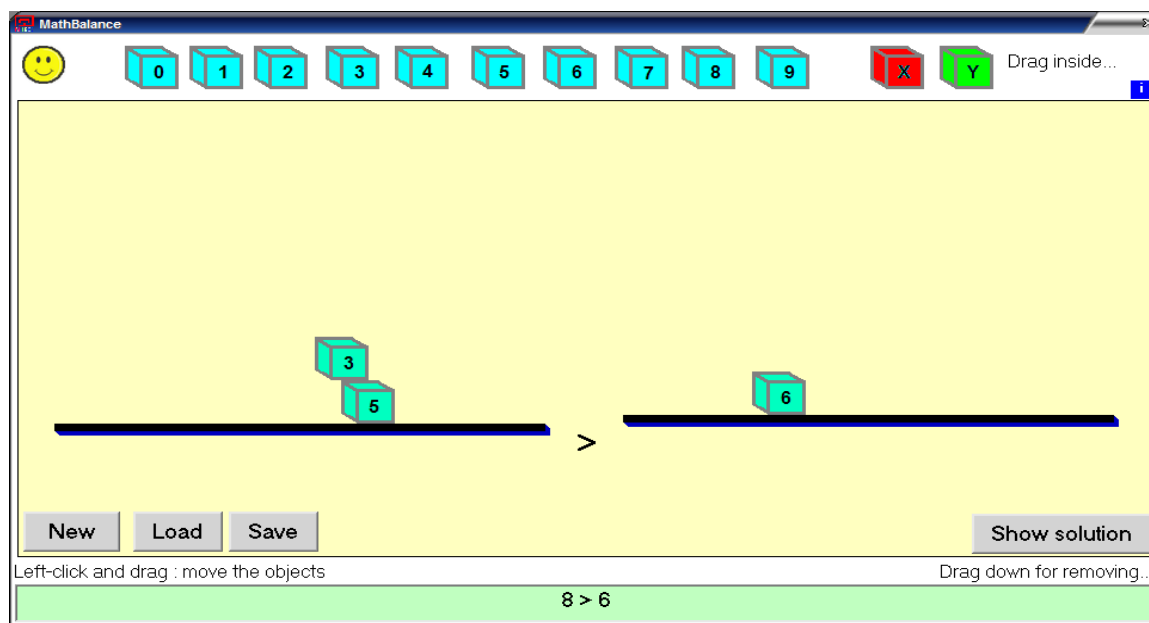 MathBalance
0 1 2 3 4 5 6 7 8 9 X Y Drag inside...
i
3
5
6
>
New Load Save Show solution
Left-click and drag : move the objects Drag down for removing...
8 > 6